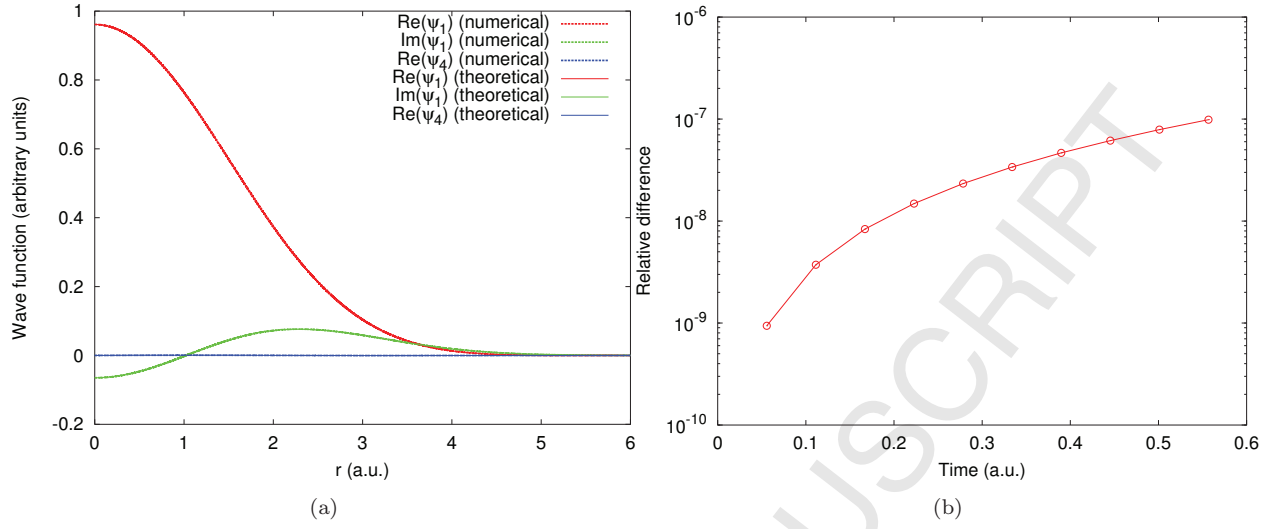 1
0.8
0.6
0.4
0.2
0
-0.2
0 1 2 3 4 5 6
Wave function (arbitrary units)
r (a.u.)
Re(ψ1) (numerical)
Im(ψ1) (numerical)
Re(ψ4) (numerical)
Re(ψ1) (theoretical)
Im(ψ1) (theoretical)
Re(ψ4) (theoretical)
(a)
10-6
10-7
10-8
10-9
10-10
0 0.1 0.2 0.3 0.4 0.5 0.6
Relative difference
Time (a.u.)
(b)
USCRIPT